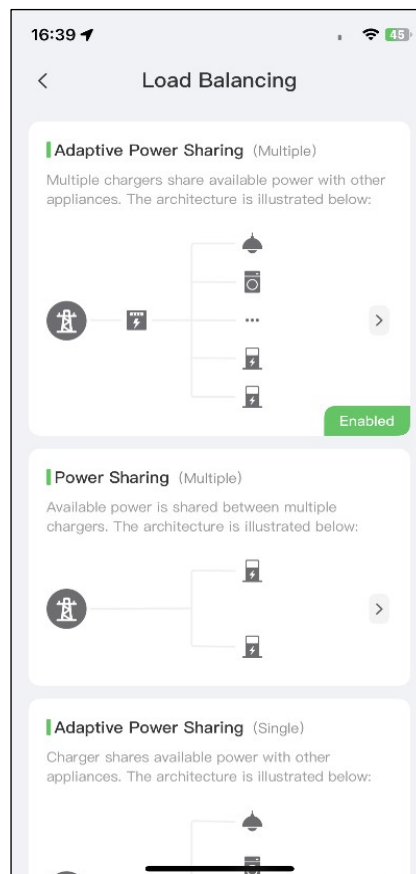 16:39
45
Load Balancing
Adaptive Power Sharing (Multiple)
Multiple chargers share available power with other
appliances. The architecture is illustrated below:
Enabled
Power Sharing (Multiple)
Available power is shared between multiple
chargers. The architecture is illustrated below:
Adaptive Power Sharing (Single)
Charger shares available power with other
appliances. The architecture is illustrated below: